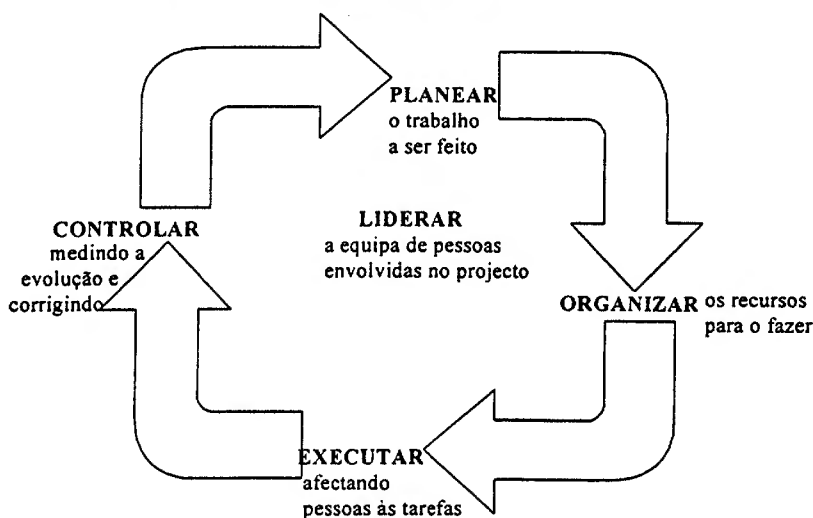 PLANEAR
o trabalho
a ser feito
LIDERAR
a equipa de pessoas
envolvidas no projecto
CONTROLAR
medindo a
evolução e
corrigindo
ORGANIZAR os recursos
para o fazer
EXECUTAR
afectando
pessoas às tarefas